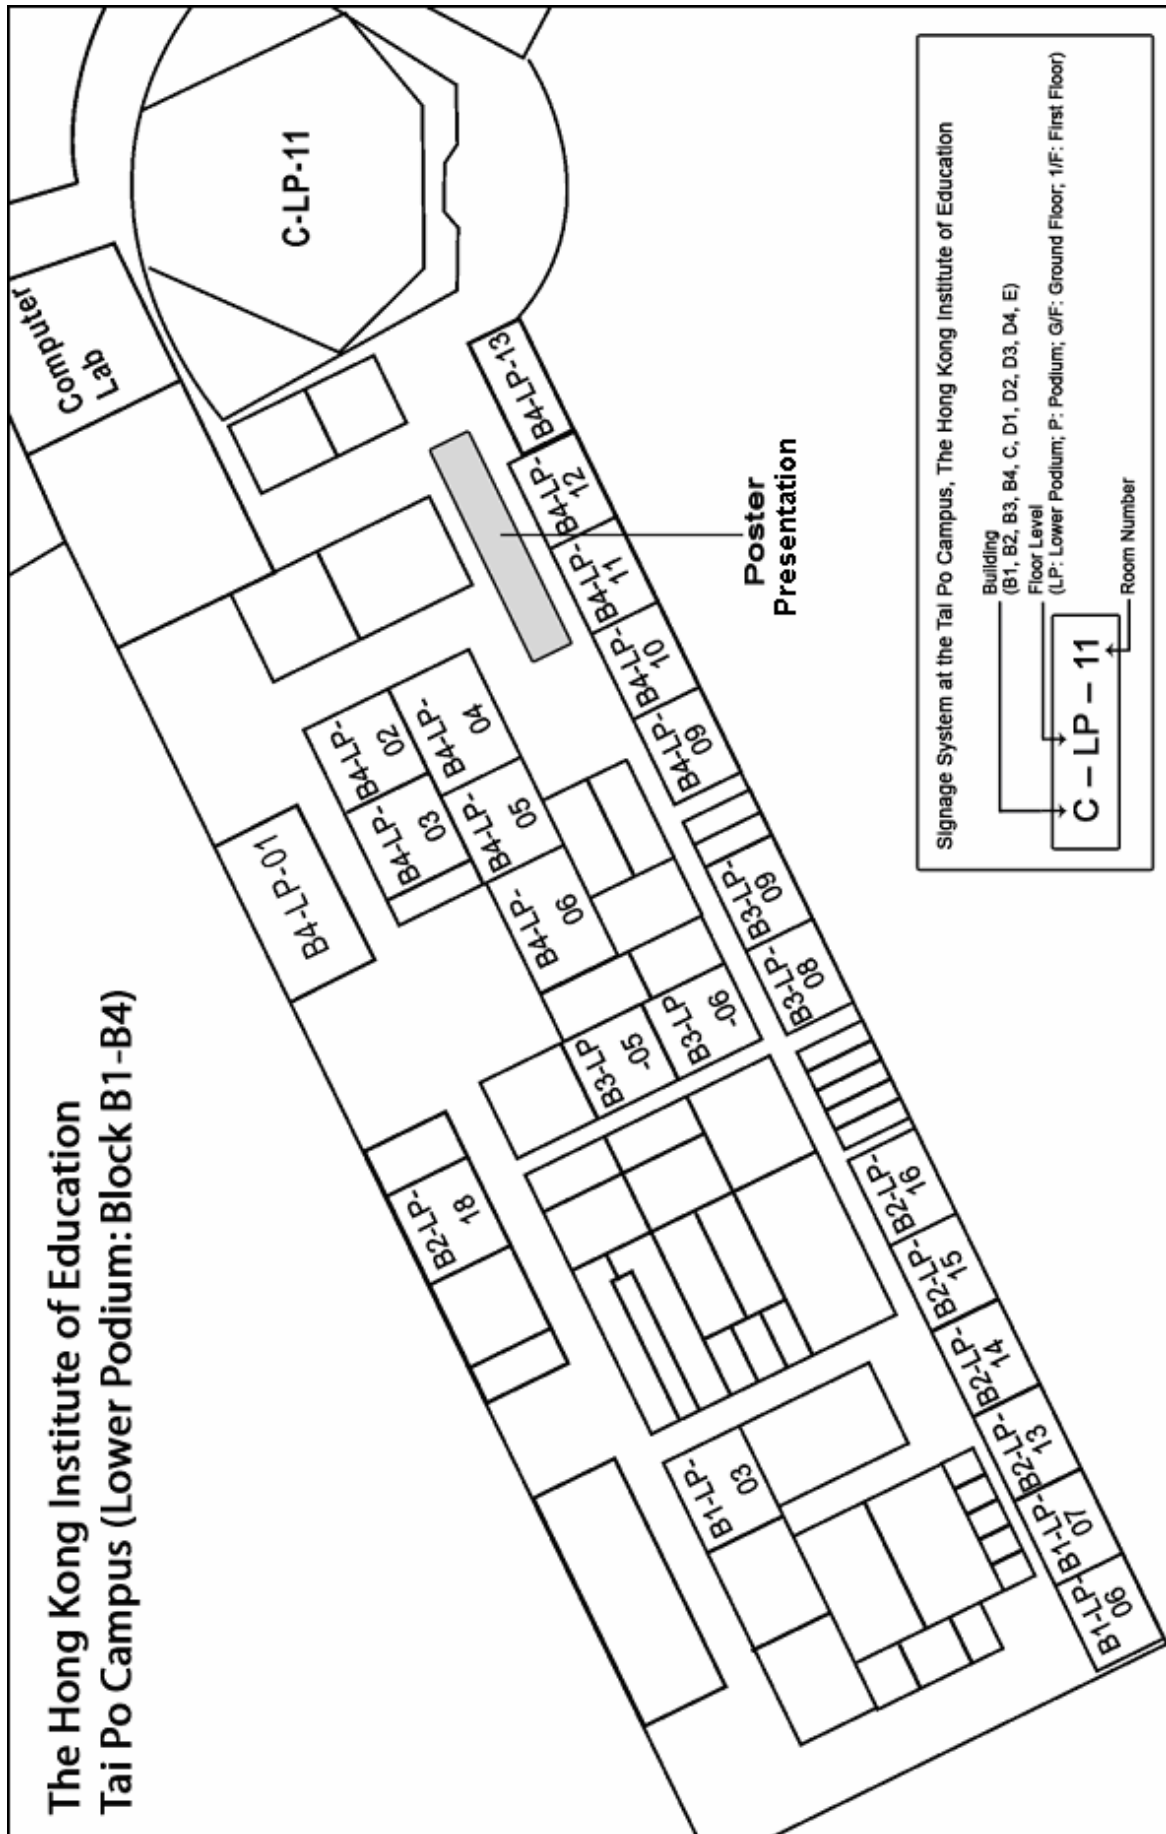 The Hong Kong Institute of Education
Tai Po Campus (Lower Podium: Block B1-B4)
B2-LP-
18
B4-LP-01
Computer
Lab
C-LP-11
B1-LP-
03
B3-LP
-05
B3-LP
-06
B4-LP-
06
B4-LP-
03
B4-LP-
05
B4-LP-
02
B4-LP-
04
B1-LP-
06
B1-LP-
07
B2-LP-
13
B2-LP-
14
B2-LP-
15
B2-LP-
16
B3-LP-
08
B3-LP-
09
B4-LP-
09
B4-LP-
10
B4-LP-
11
B4-LP-
12
B4-LP-13
Poster
Presentation
Signage System at the Tai Po Campus, The Hong Kong Institute of Education
Building
(B1, B2, B3, B4, C, D1, D2, D3, D4, E)
Floor Level
(LP: Lower Podium; P: Podium; G/F: Ground Floor; 1/F: First Floor)
C – LP – 11
Room Number